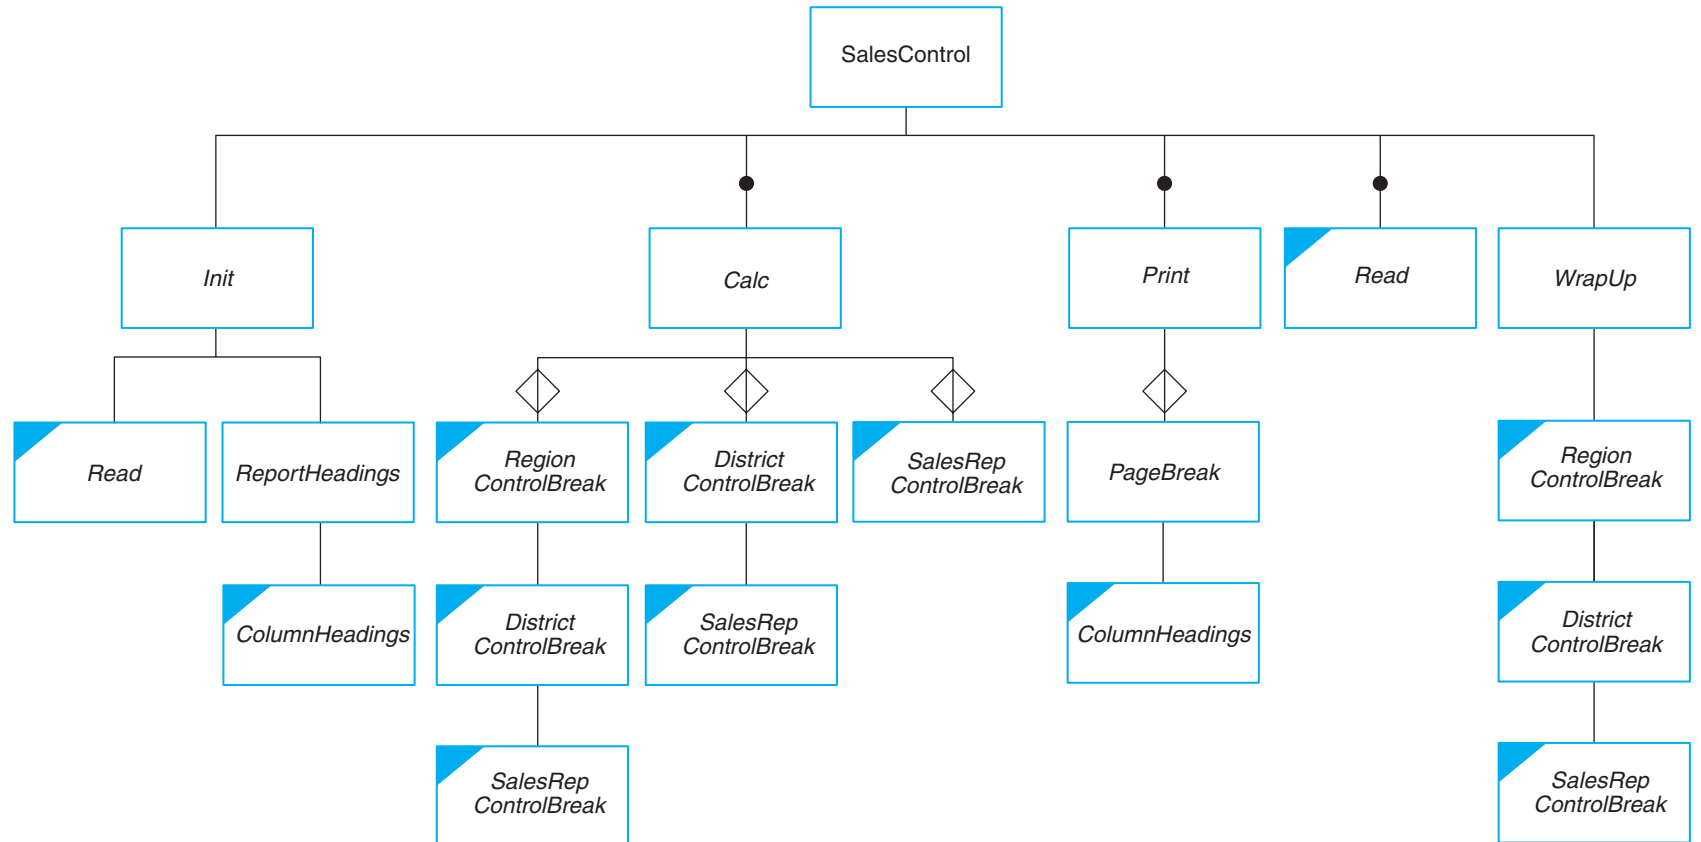 SalesControl
Init
Calc
Print
Read
WrapUp
Read
ReportHeadings
Region
ControlBreak
District
ControlBreak
SalesRep
ControlBreak
PageBreak
Region
ControlBreak
ColumnHeadings
District
ControlBreak
SalesRep
ControlBreak
ColumnHeadings
District
ControlBreak
SalesRep
ControlBreak
SalesRep
ControlBreak